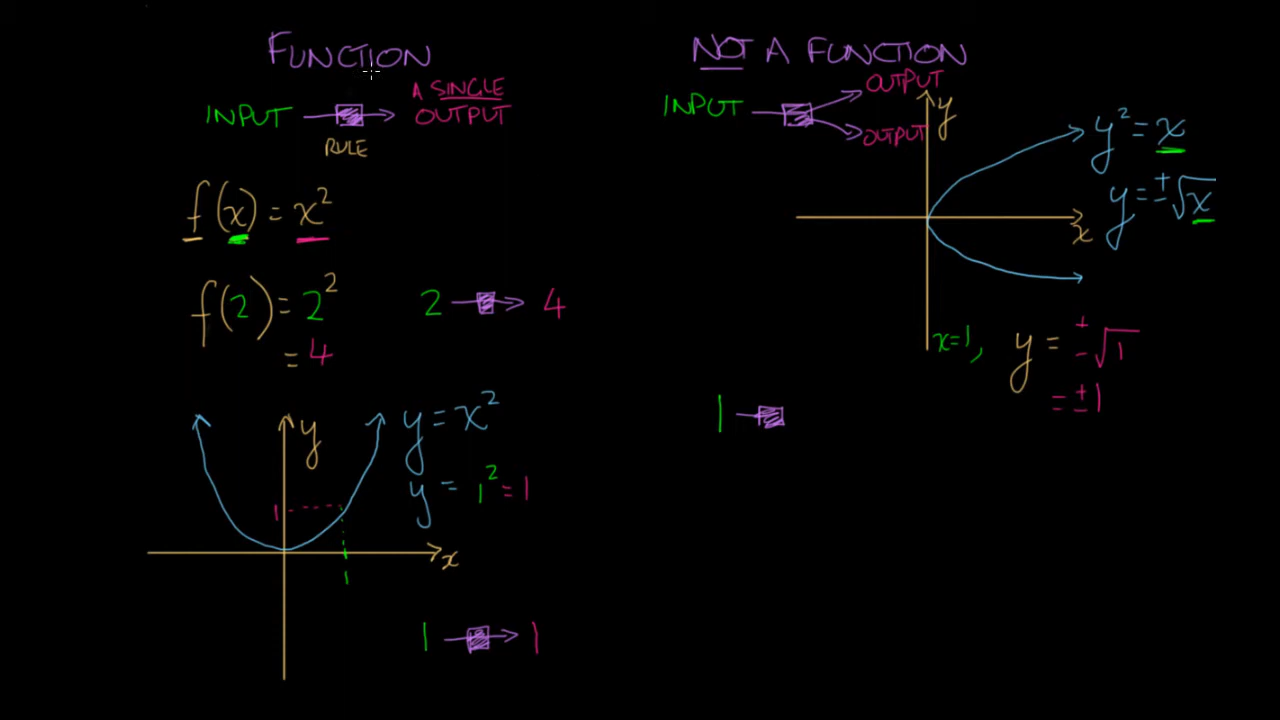 FUNCTION
INPUT
A SINGLE
OUTPUT
RULE
f(x) = x²
f(2) = 2²
= 4
2
4
y
y = x²
y = 1² = 1
1
x
1
1
1
NOT A FUNCTION
INPUT
OUTPUT
OUTPUT
y
y² = x
y = ±√x
x
x=1, y = ±√1
= ±1
1